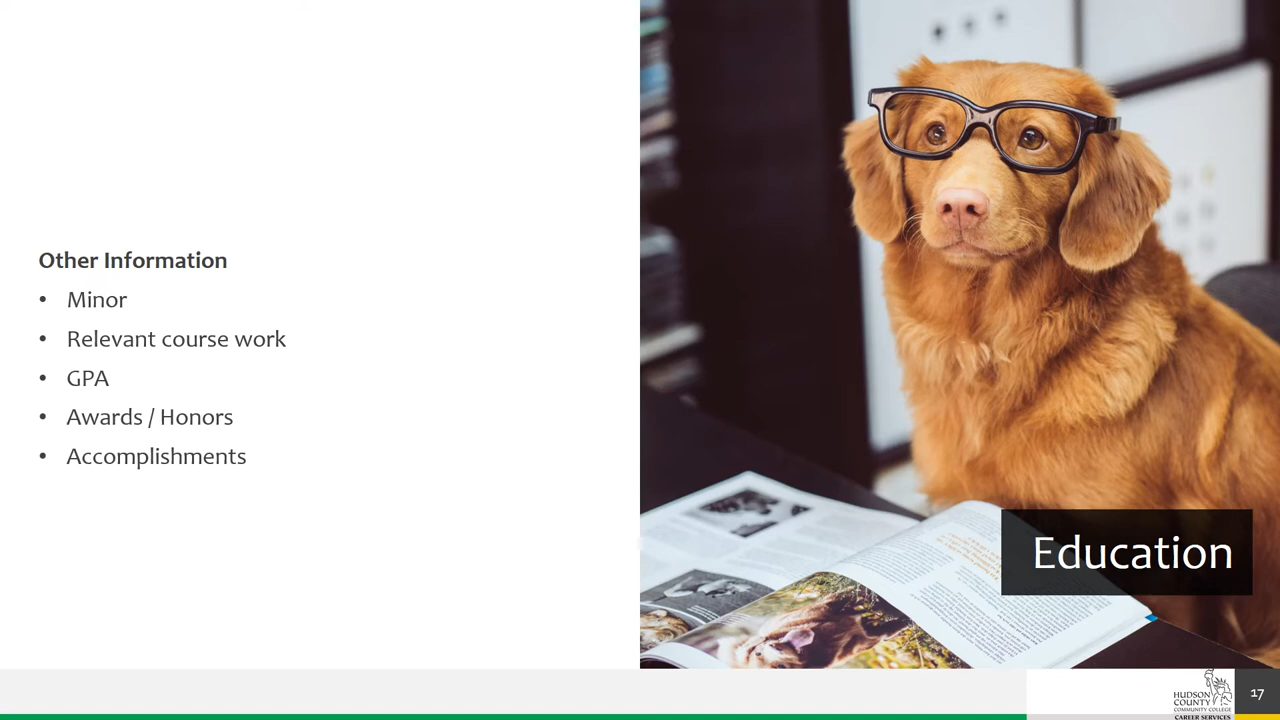 Other Information
• Minor
• Relevant course work
• GPA
• Awards / Honors
• Accomplishments
Education
HUDSON
COUNTY
COMMUNITY COLLEGE
CAREER SERVICES
17